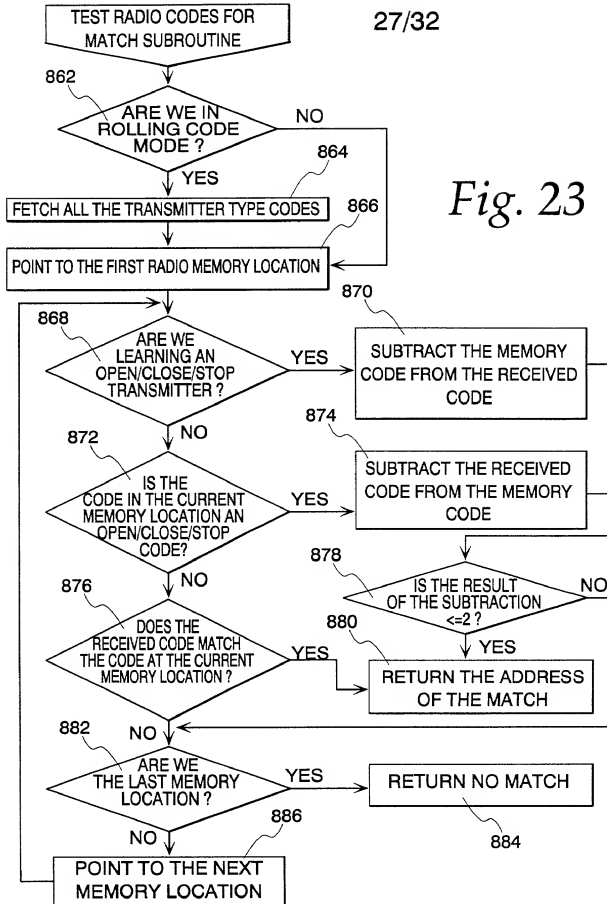 TEST RADIO CODES FOR
MATCH SUBROUTINE
27/32
862
ARE WE IN
ROLLING CODE
MODE ?
NO
YES
864
FETCH ALL THE TRANSMITTER TYPE CODES
866
Fig. 23
POINT TO THE FIRST RADIO MEMORY LOCATION
868
ARE WE
LEARNING AN
OPEN/CLOSE/STOP
TRANSMITTER ?
YES
NO
870
SUBTRACT THE MEMORY
CODE FROM THE RECEIVED
CODE
872
IS THE
CODE IN THE CURRENT
MEMORY LOCATION AN
OPEN/CLOSE/STOP
CODE?
YES
NO
874
SUBTRACT THE RECEIVED
CODE FROM THE MEMORY
CODE
878
IS THE RESULT
OF THE SUBTRACTION
<=2 ?
NO
YES
876
DOES THE
RECEIVED CODE MATCH
THE CODE AT THE CURRENT
MEMORY LOCATION ?
YES
NO
880
RETURN THE ADDRESS
OF THE MATCH
882
ARE WE
THE LAST MEMORY
LOCATION ?
YES
NO
RETURN NO MATCH
884
886
POINT TO THE NEXT
MEMORY LOCATION